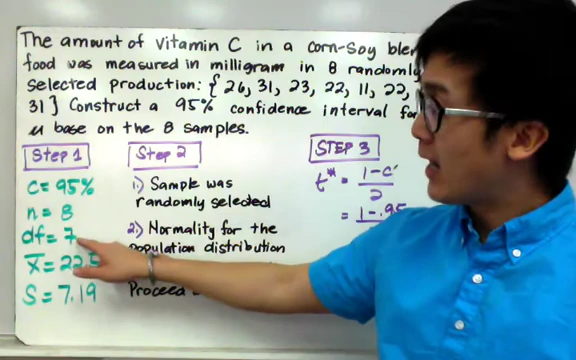 The amount of vitamin C in a corn-soy
food was measured in milligram in 8 randomly
selected production: { 26, 31, 23, 22, 11, 22,
31 } Construct a 95% confidence interval for
μ base on the 8 samples.
Step 1
C = 95%
n = 8
df = 7
x̅ = 22.5
S = 7.19
Step 2
1.) Sample was
randomly selected
2.) Normality for the
population distribution
Proceed
STEP 3
t* = 1-C / 2
= 1-.95